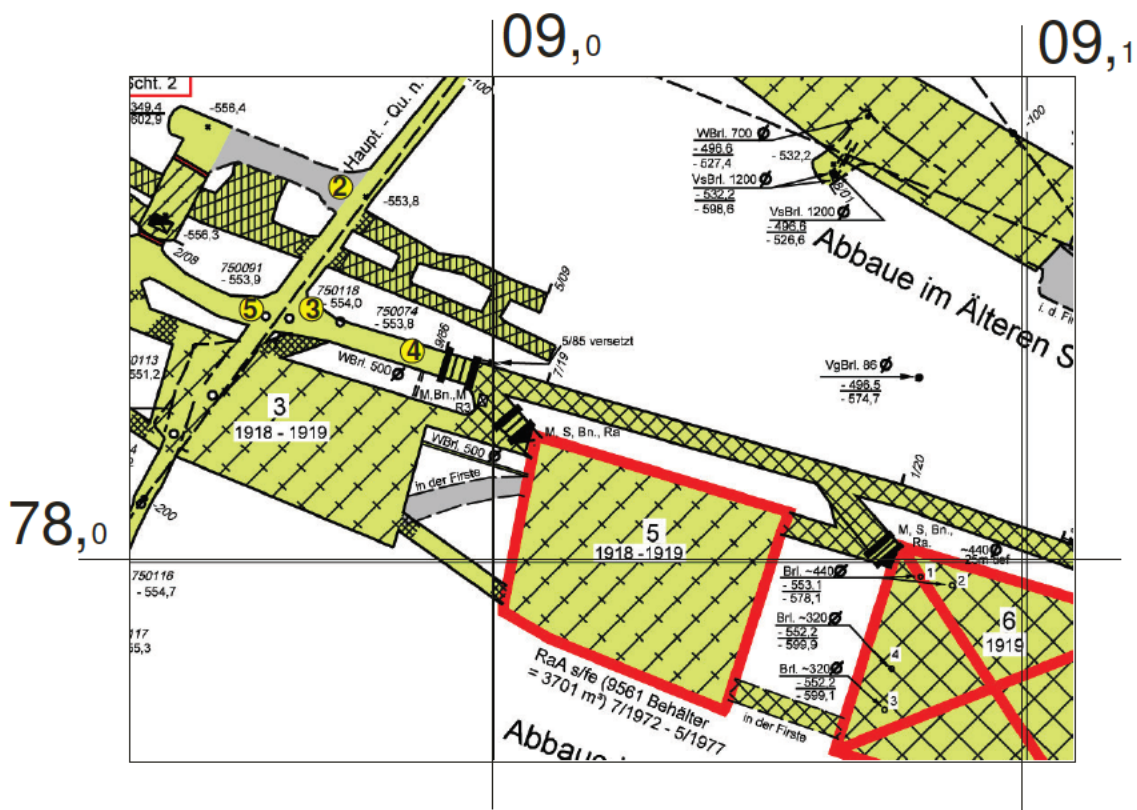 09,0
09,1
Scht. 2
349.4
602,9
-556,4
Haupt. - Qu. n.
-100
2
-553,8
-556,3
2/08
750091
- 553,9
5
750118
- 554,0
3
750074
- 553,8
4
9/86
5/09
5/85 versetzt
7/19
WBrl. 700 Ø
- 496.6
- 527,4
- 532,2
VsBrl. 1200 Ø
- 532.2
- 598,6
8/01
VsBrl. 1200 Ø
- 496,6
- 526,6
-100
Abbaue im Älteren S
i. d. Fir
VgBrl. 86 Ø
- 496,5
- 574,7
WBrl. 500 Ø
M,Bn.,M
R3
M, S, Bn., Ra
0113
551,2
3
1918 - 1919
WBrl. 500 Ø
in der Firste
-200
78,0
5
1918 -1919
1/20
M, S, Bn.,
Ra.
~440 Ø
25m tief
Brl. ~440 Ø
- 553.1
- 578,1
1
2
750116
- 554,7
117
55,3
Brl. ~320 Ø
- 552,2
- 599,9
4
6
1919
Brl. ~320 Ø
- 552.2
- 599,1
3
RaA s/fe (9561 Behälter
= 3701 m³) 7/1972 - 5/1977
in der Firste